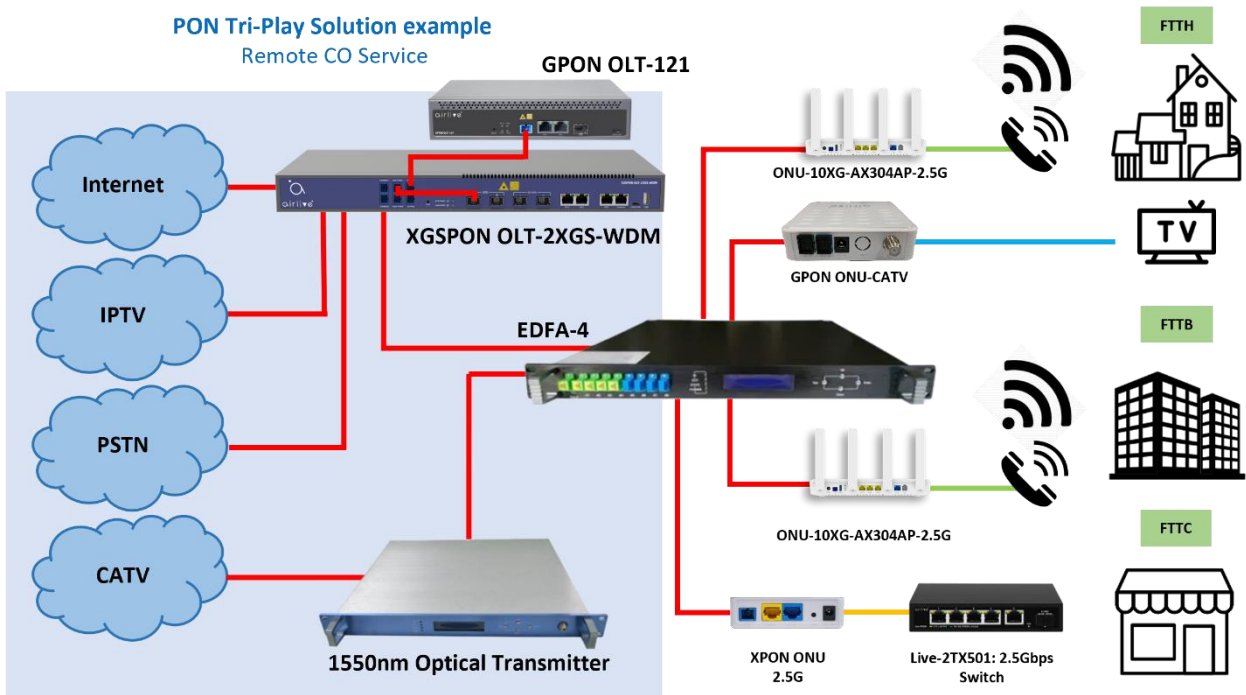 PON Tri-Play Solution example
Remote CO Service
GPON OLT-121
FTTH
airlive
Internet
airlive
ONU-10XG-AX304AP-2.5G
XGSPON OLT-2XGS-WDM
TV
GPON ONU-CATV
IPTV
EDFA-4
FTTB
PSTN
ONU-10XG-AX304AP-2.5G
FTTC
CATV
1550nm Optical Transmitter
XPON ONU
2.5G
Live-2TX501: 2.5Gbps
Switch